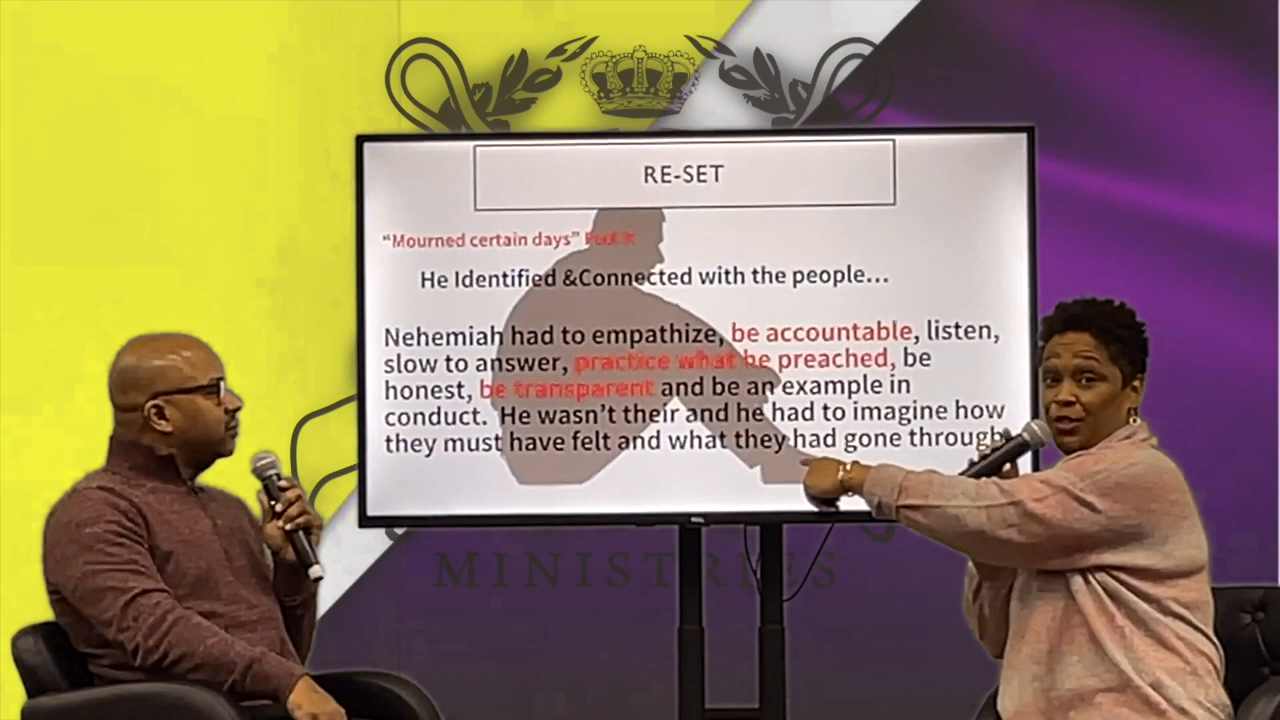 RE-SET
“Mourned certain days” Feel it
He Identified &Connected with the people...
Nehemiah had to empathize, be accountable, listen,
slow to answer, practice what he preached, be
honest, be transparent and be an example in
conduct. He wasn’t their and he had to imagine how
they must have felt and what they had gone through
MINISTRIES